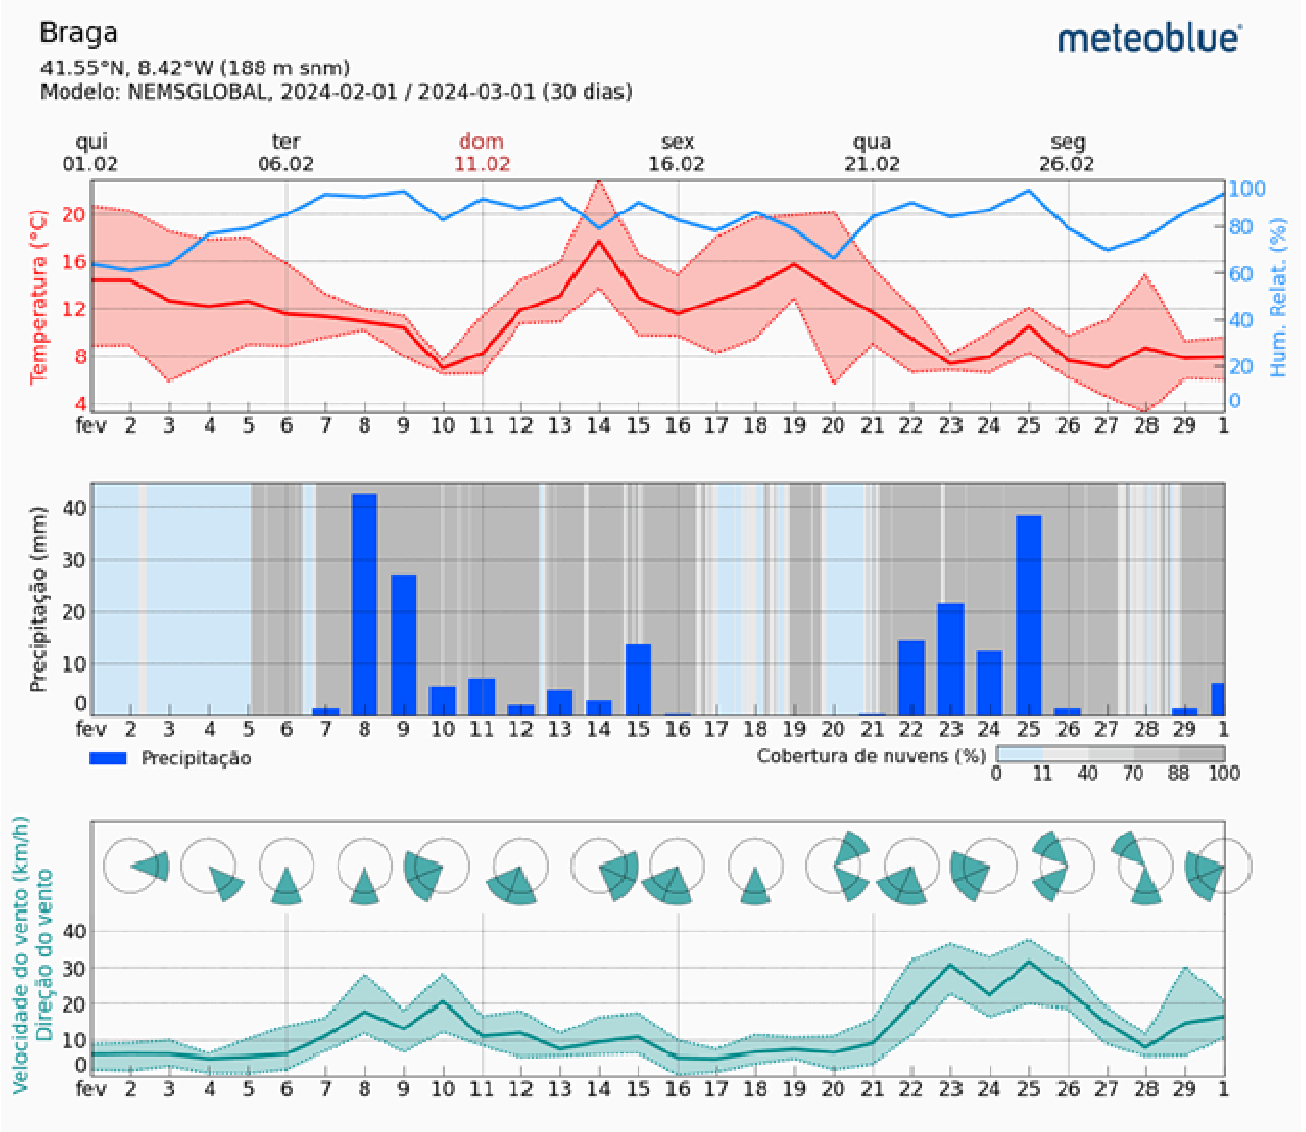 Braga
meteoblue
41.55°N, 8.42°W (188 m snm)
Modelo: NEMSGLOBAL, 2024-02-01 / 2024-03-01 (30 dias)
qui ter dom sex qua seg
01.02 06.02 11.02 16.02 21.02 26.02
Temperatura (°C)
20
16
12
8
4
100
80
60
40
20
0
Hum. Relat. (%)
fev 2 3 4 5 6 7 8 9 10 11 12 13 14 15 16 17 18 19 20 21 22 23 24 25 26 27 28 29 1
Precipitação (mm)
40
30
20
10
0
fev 2 3 4 5 6 7 8 9 10 11 12 13 14 15 16 17 18 19 20 21 22 23 24 25 26 27 28 29 1
Precipitação
Cobertura de nuvens (%)
0 11 40 70 88 100
Velocidade do vento (km/h)
Direção do vento
40
30
20
10
0
fev 2 3 4 5 6 7 8 9 10 11 12 13 14 15 16 17 18 19 20 21 22 23 24 25 26 27 28 29 1